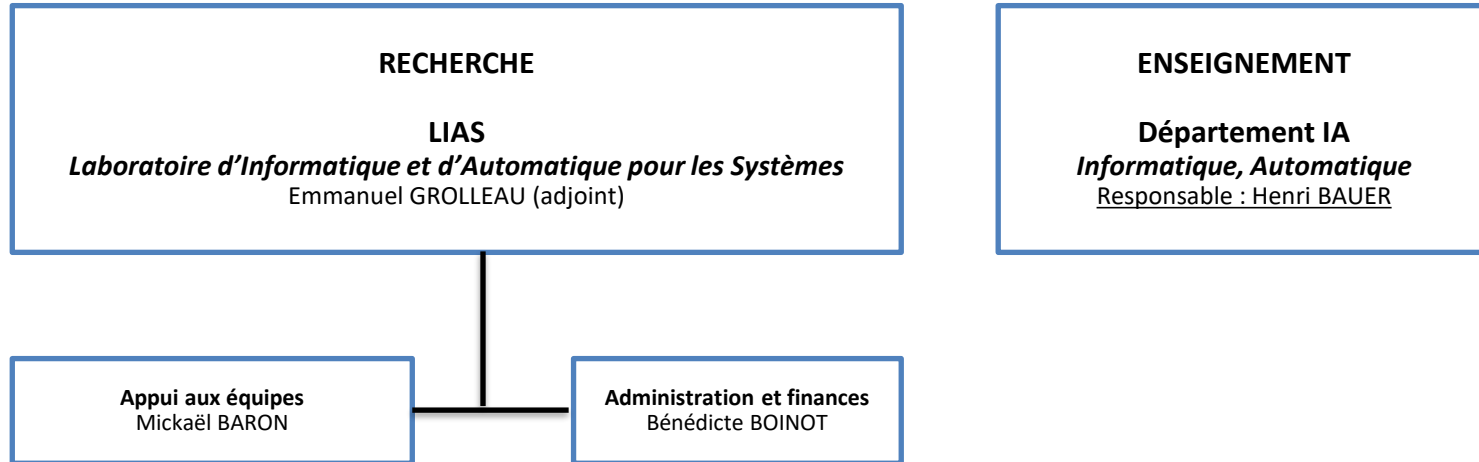 RECHERCHE
LIAS
Laboratoire d’Informatique et d’Automatique pour les Systèmes
Emmanuel GROLLEAU (adjoint)
ENSEIGNEMENT
Département IA
Informatique, Automatique
Responsable : Henri BAUER
Appui aux équipes
Mickaël BARON
Administration et finances
Bénédicte BOINOT